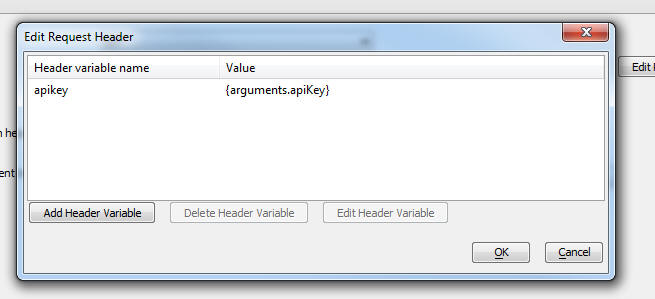 Edit Request Header
Header variable name Value
Edit H
apikey {arguments.apiKey}
n he
ent
Add Header Variable Delete Header Variable Edit Header Variable
OK Cancel